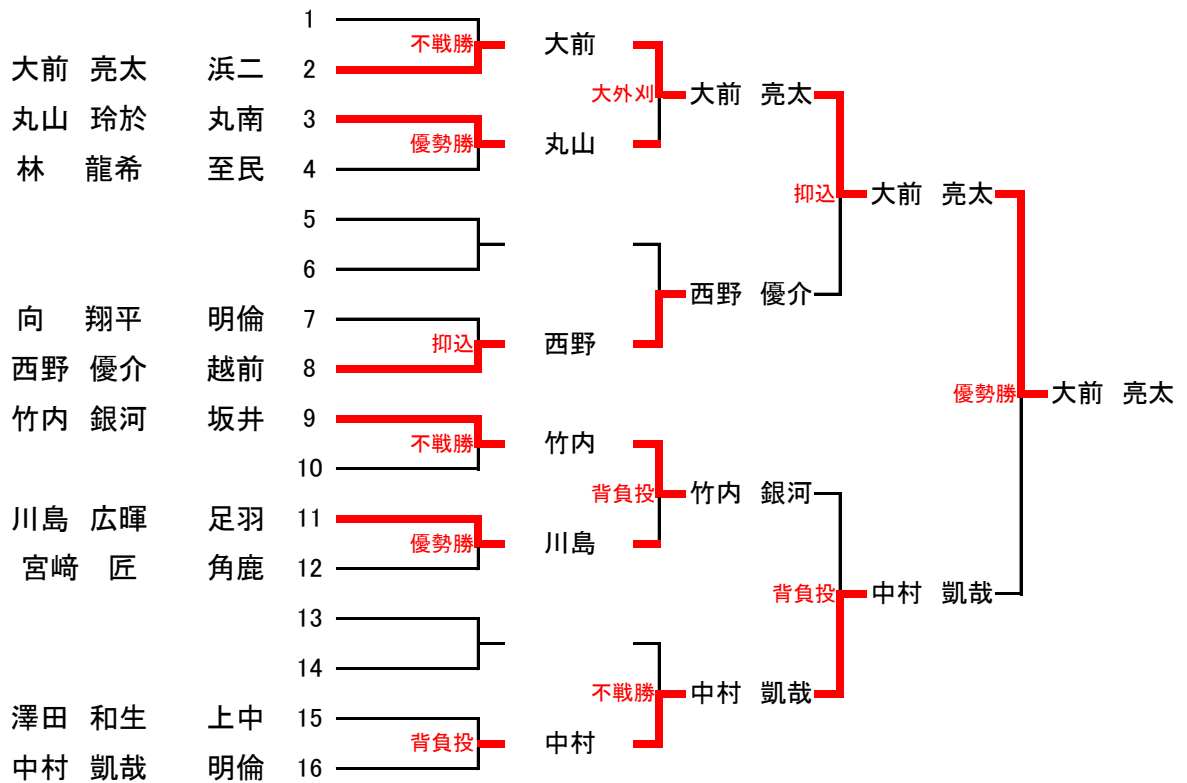 1
不戦勝 大前
大前 亮太 浜二 2
大外刈 大前 亮太
丸山 玲於 丸南 3
優勢勝 丸山
林 龍希 至民 4
抑込 大前 亮太
5
6
西野 優介
向 翔平 明倫 7
抑込 西野
西野 優介 越前 8
優勢勝 大前 亮太
竹内 銀河 坂井 9
不戦勝 竹内
10
背負投 竹内 銀河
川島 広暉 足羽 11
優勢勝 川島
宮﨑 匠 角鹿 12
背負投 中村 凱哉
13
14
不戦勝 中村 凱哉
澤田 和生 上中 15
背負投 中村
中村 凱哉 明倫 16